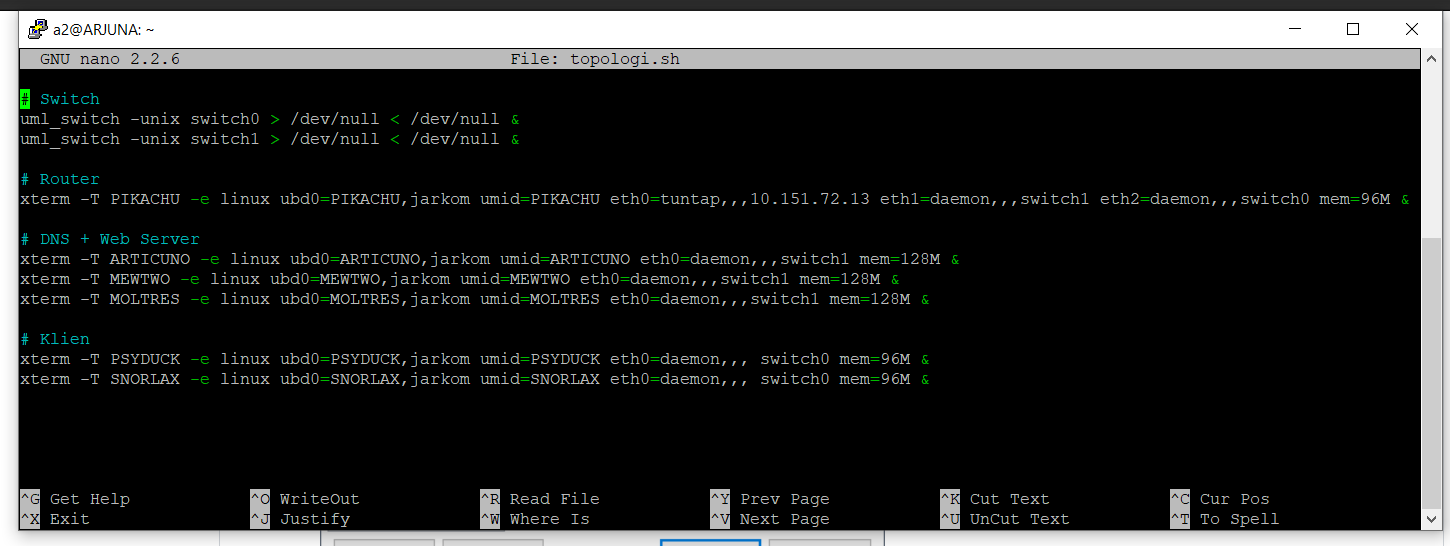 a2@ARJUNA: ~
GNU nano 2.2.6 File: topologi.sh
# Switch
uml_switch -unix switch0 > /dev/null < /dev/null &
uml_switch -unix switch1 > /dev/null < /dev/null &
# Router
xterm -T PIKACHU -e linux ubd0=PIKACHU,jarkom umid=PIKACHU eth0=tuntap,,,10.151.72.13 eth1=daemon,,,switch1 eth2=daemon,,,switch0 mem=96M &
# DNS + Web Server
xterm -T ARTICUNO -e linux ubd0=ARTICUNO,jarkom umid=ARTICUNO eth0=daemon,,,switch1 mem=128M &
xterm -T MEWTWO -e linux ubd0=MEWTWO,jarkom umid=MEWTWO eth0=daemon,,,switch1 mem=128M &
xterm -T MOLTRES -e linux ubd0=MOLTRES,jarkom umid=MOLTRES eth0=daemon,,,switch1 mem=128M &
# Klien
xterm -T PSYDUCK -e linux ubd0=PSYDUCK,jarkom umid=PSYDUCK eth0=daemon,,, switch0 mem=96M &
xterm -T SNORLAX -e linux ubd0=SNORLAX,jarkom umid=SNORLAX eth0=daemon,,, switch0 mem=96M &
^G Get Help ^O WriteOut ^R Read File ^Y Prev Page ^K Cut Text ^C Cur Pos
^X Exit ^J Justify ^W Where Is ^V Next Page ^U UnCut Text ^T To Spell